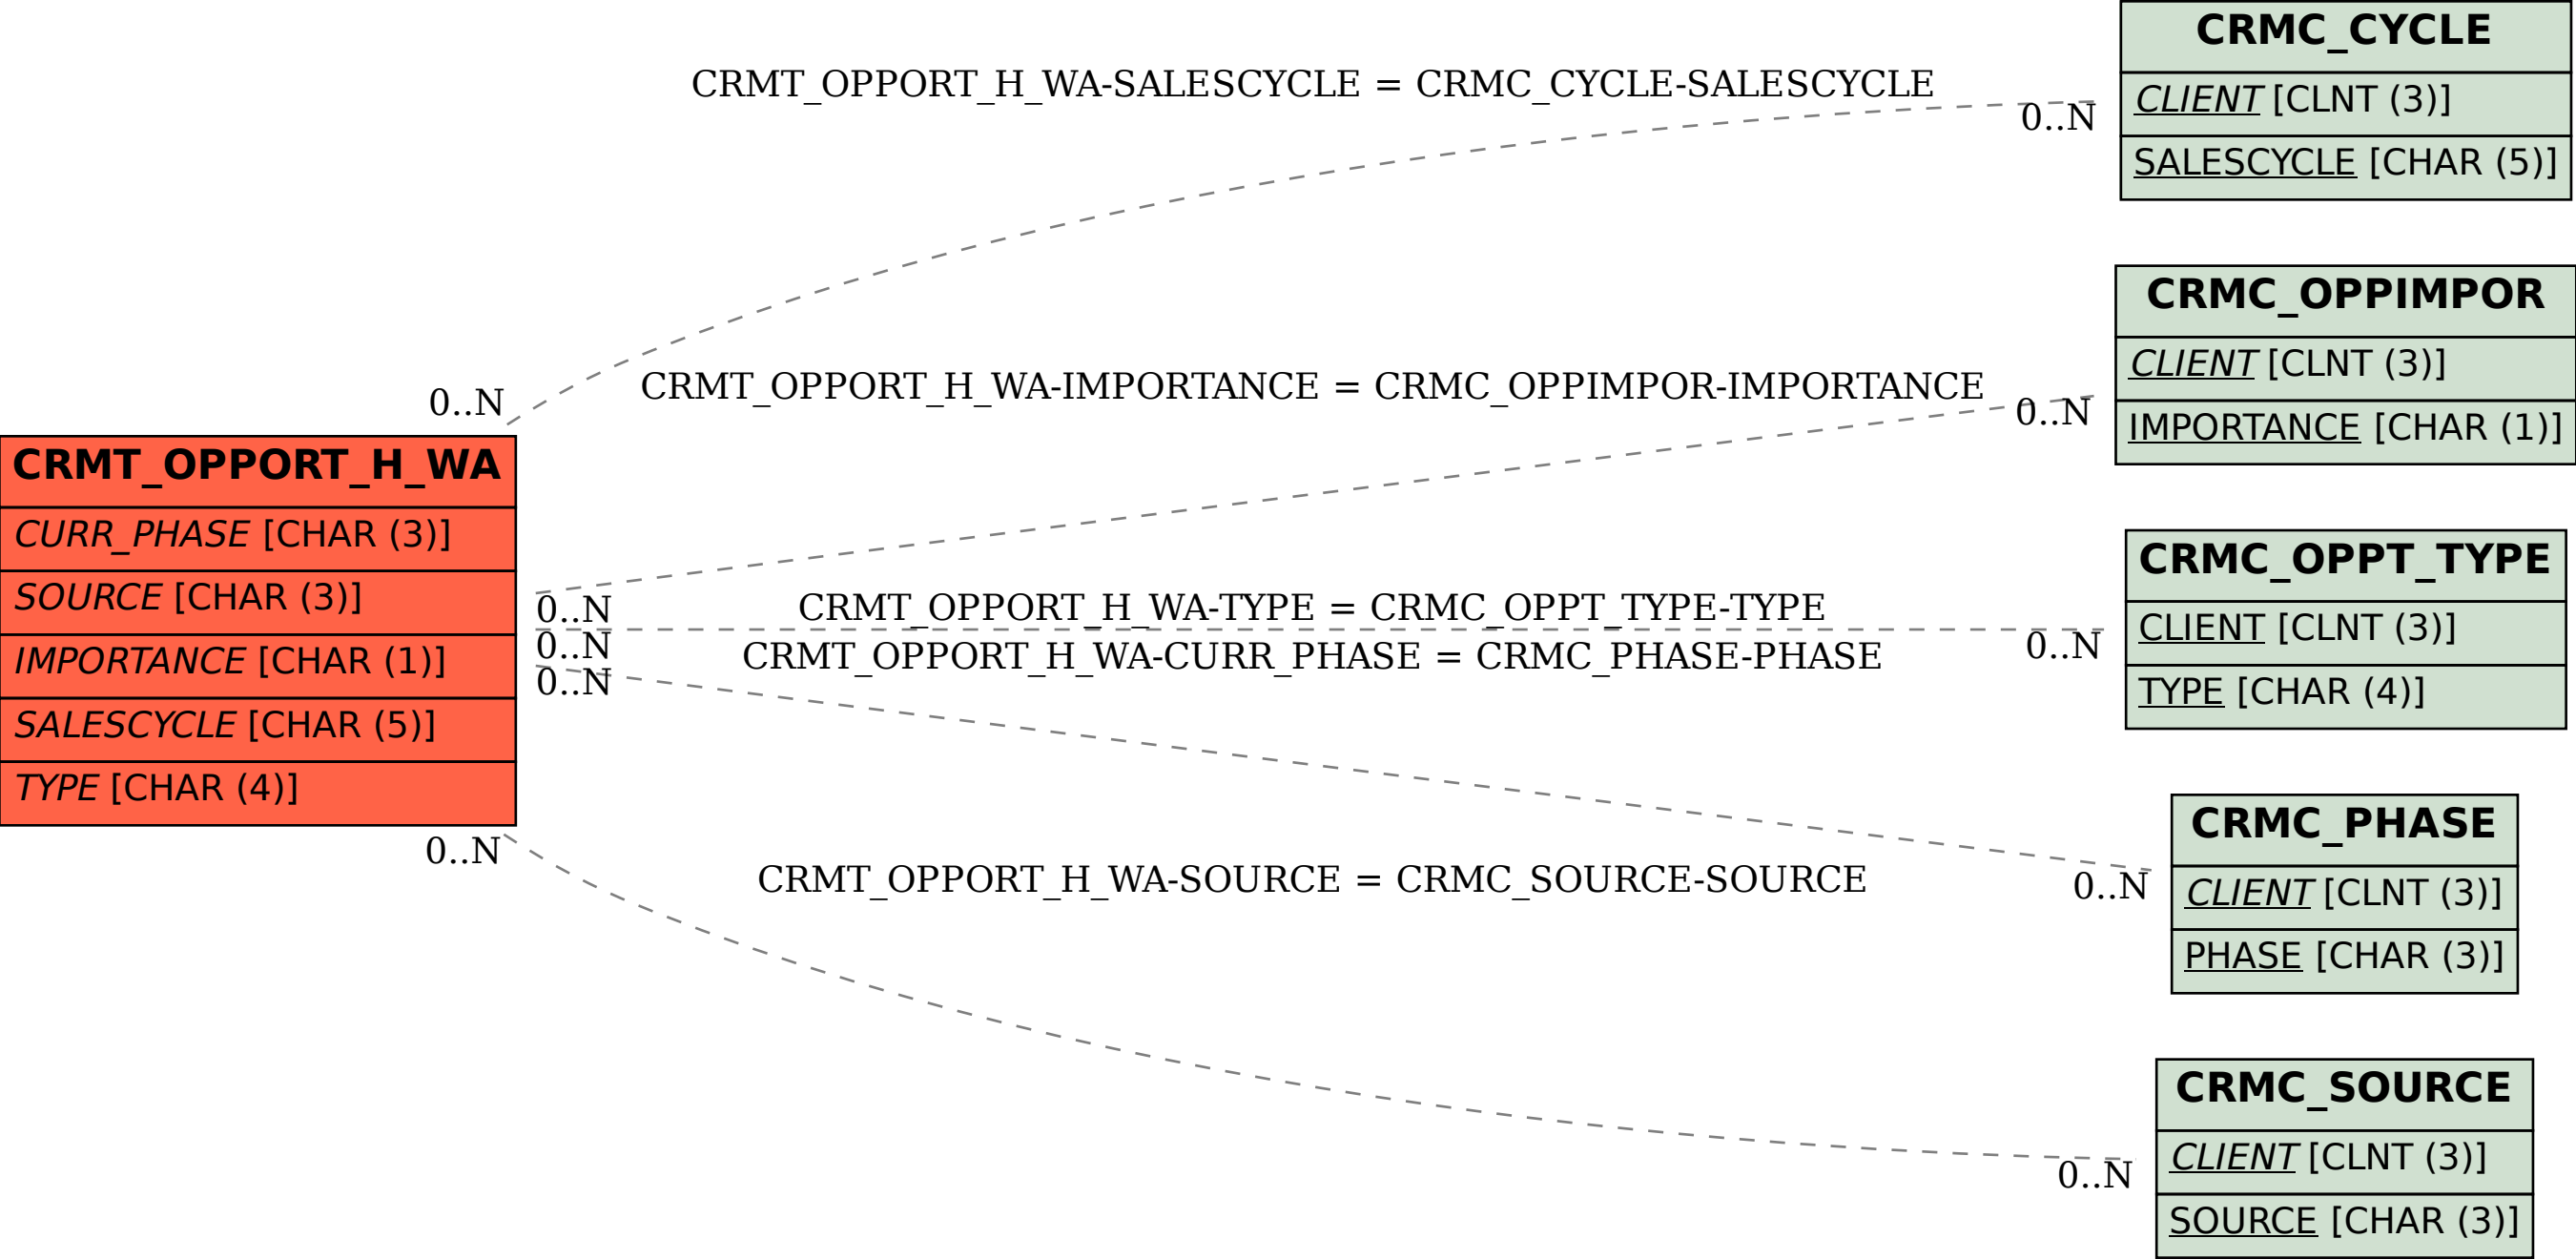 CRMC_CYCLE
CLIENT [CLNT (3)]
SALESCYCLE [CHAR (5)]
CRMT_OPPORT_H_WA-SALESCYCLE = CRMC_CYCLE-SALESCYCLE
0..N
0..N
CRMC_OPPIMPOR
CLIENT [CLNT (3)]
IMPORTANCE [CHAR (1)]
CRMT_OPPORT_H_WA-IMPORTANCE = CRMC_OPPIMPOR-IMPORTANCE
0..N
0..N
CRMT_OPPORT_H_WA
CURR_PHASE [CHAR (3)]
SOURCE [CHAR (3)]
IMPORTANCE [CHAR (1)]
SALESCYCLE [CHAR (5)]
TYPE [CHAR (4)]
CRMT_OPPORT_H_WA-TYPE = CRMC_OPPT_TYPE-TYPE
0..N
0..N
CRMC_OPPT_TYPE
CLIENT [CLNT (3)]
TYPE [CHAR (4)]
CRMT_OPPORT_H_WA-CURR_PHASE = CRMC_PHASE-PHASE
0..N
0..N
CRMC_PHASE
CLIENT [CLNT (3)]
PHASE [CHAR (3)]
CRMT_OPPORT_H_WA-SOURCE = CRMC_SOURCE-SOURCE
0..N
0..N
CRMC_SOURCE
CLIENT [CLNT (3)]
SOURCE [CHAR (3)]